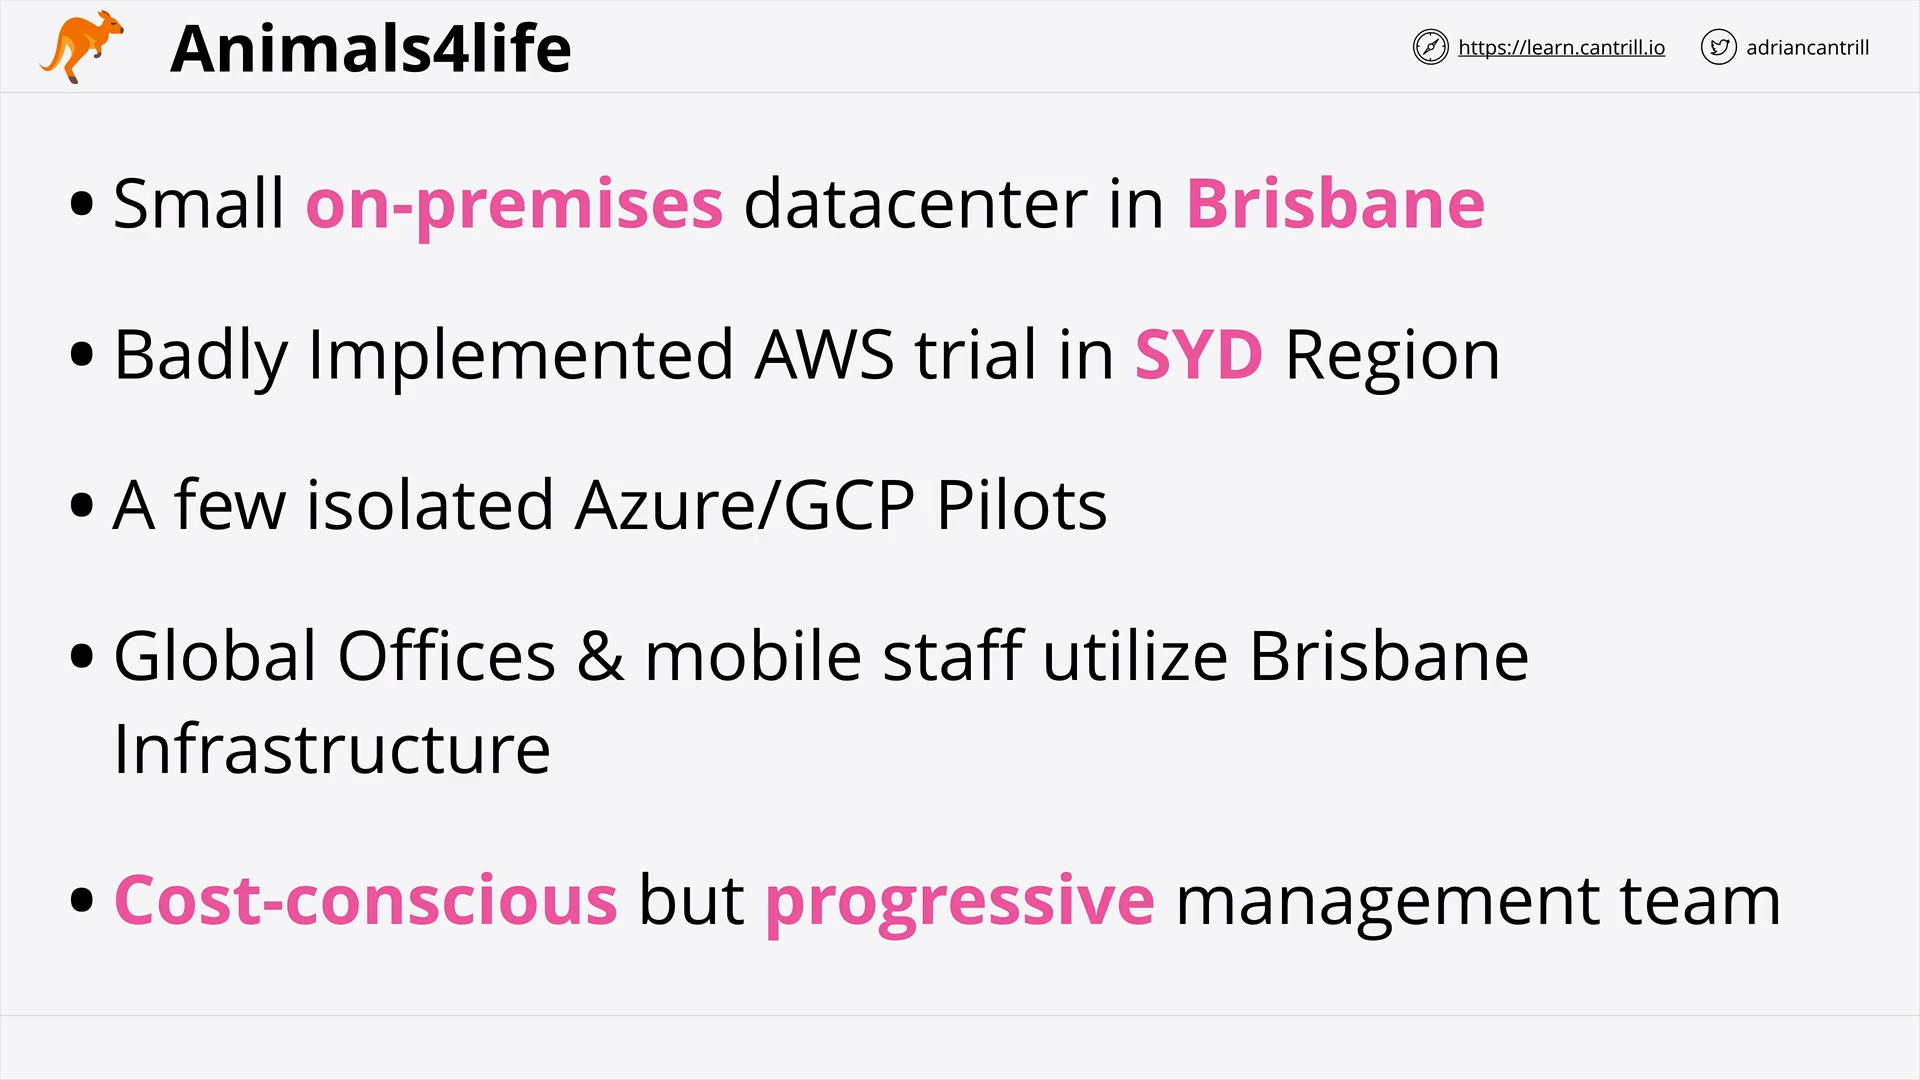 Animals4life
https://learn.cantrill.io
adriancantrill
• Small on-premises datacenter in Brisbane
• Badly Implemented AWS trial in SYD Region
• A few isolated Azure/GCP Pilots
• Global Offices & mobile staff utilize Brisbane
Infrastructure
• Cost-conscious but progressive management team